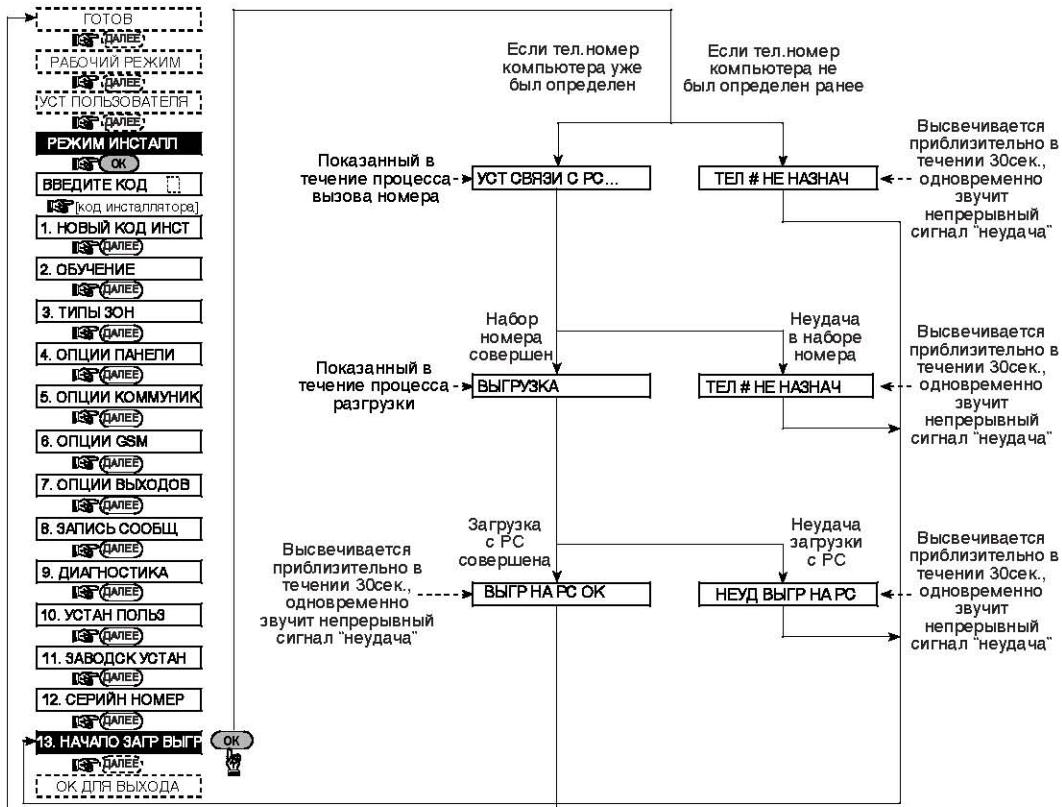 ГОТОВ
ДАЛЕЕ
РАБОЧИЙ РЕЖИМ
ДАЛЕЕ
УСТ ПОЛЬЗОВАТЕЛЯ
ДАЛЕЕ
РЕЖИМ ИНСТАЛЛ
ОК
ВВЕДИТЕ КОД
[код инсталлятора]
1. НОВЫЙ КОД ИНСТ
ДАЛЕЕ
2. ОБУЧЕНИЕ
ДАЛЕЕ
3. ТИПЫ ЗОН
ДАЛЕЕ
4. ОПЦИИ ПАНЕЛИ
ДАЛЕЕ
5. ОПЦИИ КОММУНИК
ДАЛЕЕ
6. ОПЦИИ GSM
ДАЛЕЕ
7. ОПЦИИ ВЫХОДОВ
ДАЛЕЕ
8. ЗАПИСЬ СООБЩ
ДАЛЕЕ
9. ДИАГНОСТИКА
ДАЛЕЕ
10. УСТАН ПОЛЬЗ
ДАЛЕЕ
11. ЗАВОДСК УСТАН
ДАЛЕЕ
12. СЕРИЙН НОМЕР
ДАЛЕЕ
13. НАЧАЛО ЗАГР ВЫГР
ОК
ДАЛЕЕ
ОК ДЛЯ ВЫХОДА
Если тел.номер
компьютера уже
был определен
Если тел.номер
компьютера не
был определен ранее
Показанный в
течение процесса
вызова номера
УСТ СВЯЗИ С PC...
ТЕЛ # НЕ НАЗНАЧ
Высвечивается
приблизительно в
течении 30сек.,
одновременно
звучит
непрерывный
сигнал "неудача"
Набор
номера
совершен
Неудача
в наборе
номера
Показанный в
течение процесса
разгрузки
ВЫГРУЗКА
ТЕЛ # НЕ НАЗНАЧ
Высвечивается
приблизительно в
течении 30сек.,
одновременно
звучит
непрерывный
сигнал "неудача"
Загрузка
с PC
совершена
Неудача
загрузки
с PC
Высвечивается
приблизительно в
течении 30сек.,
одновременно
звучит непрерывный
сигнал "неудача"
ВЫГР НА PC ОК
НЕУД ВЫГР НА PC
Высвечивается
приблизительно в
течении 30сек.,
одновременно
звучит
непрерывный
сигнал "неудача"